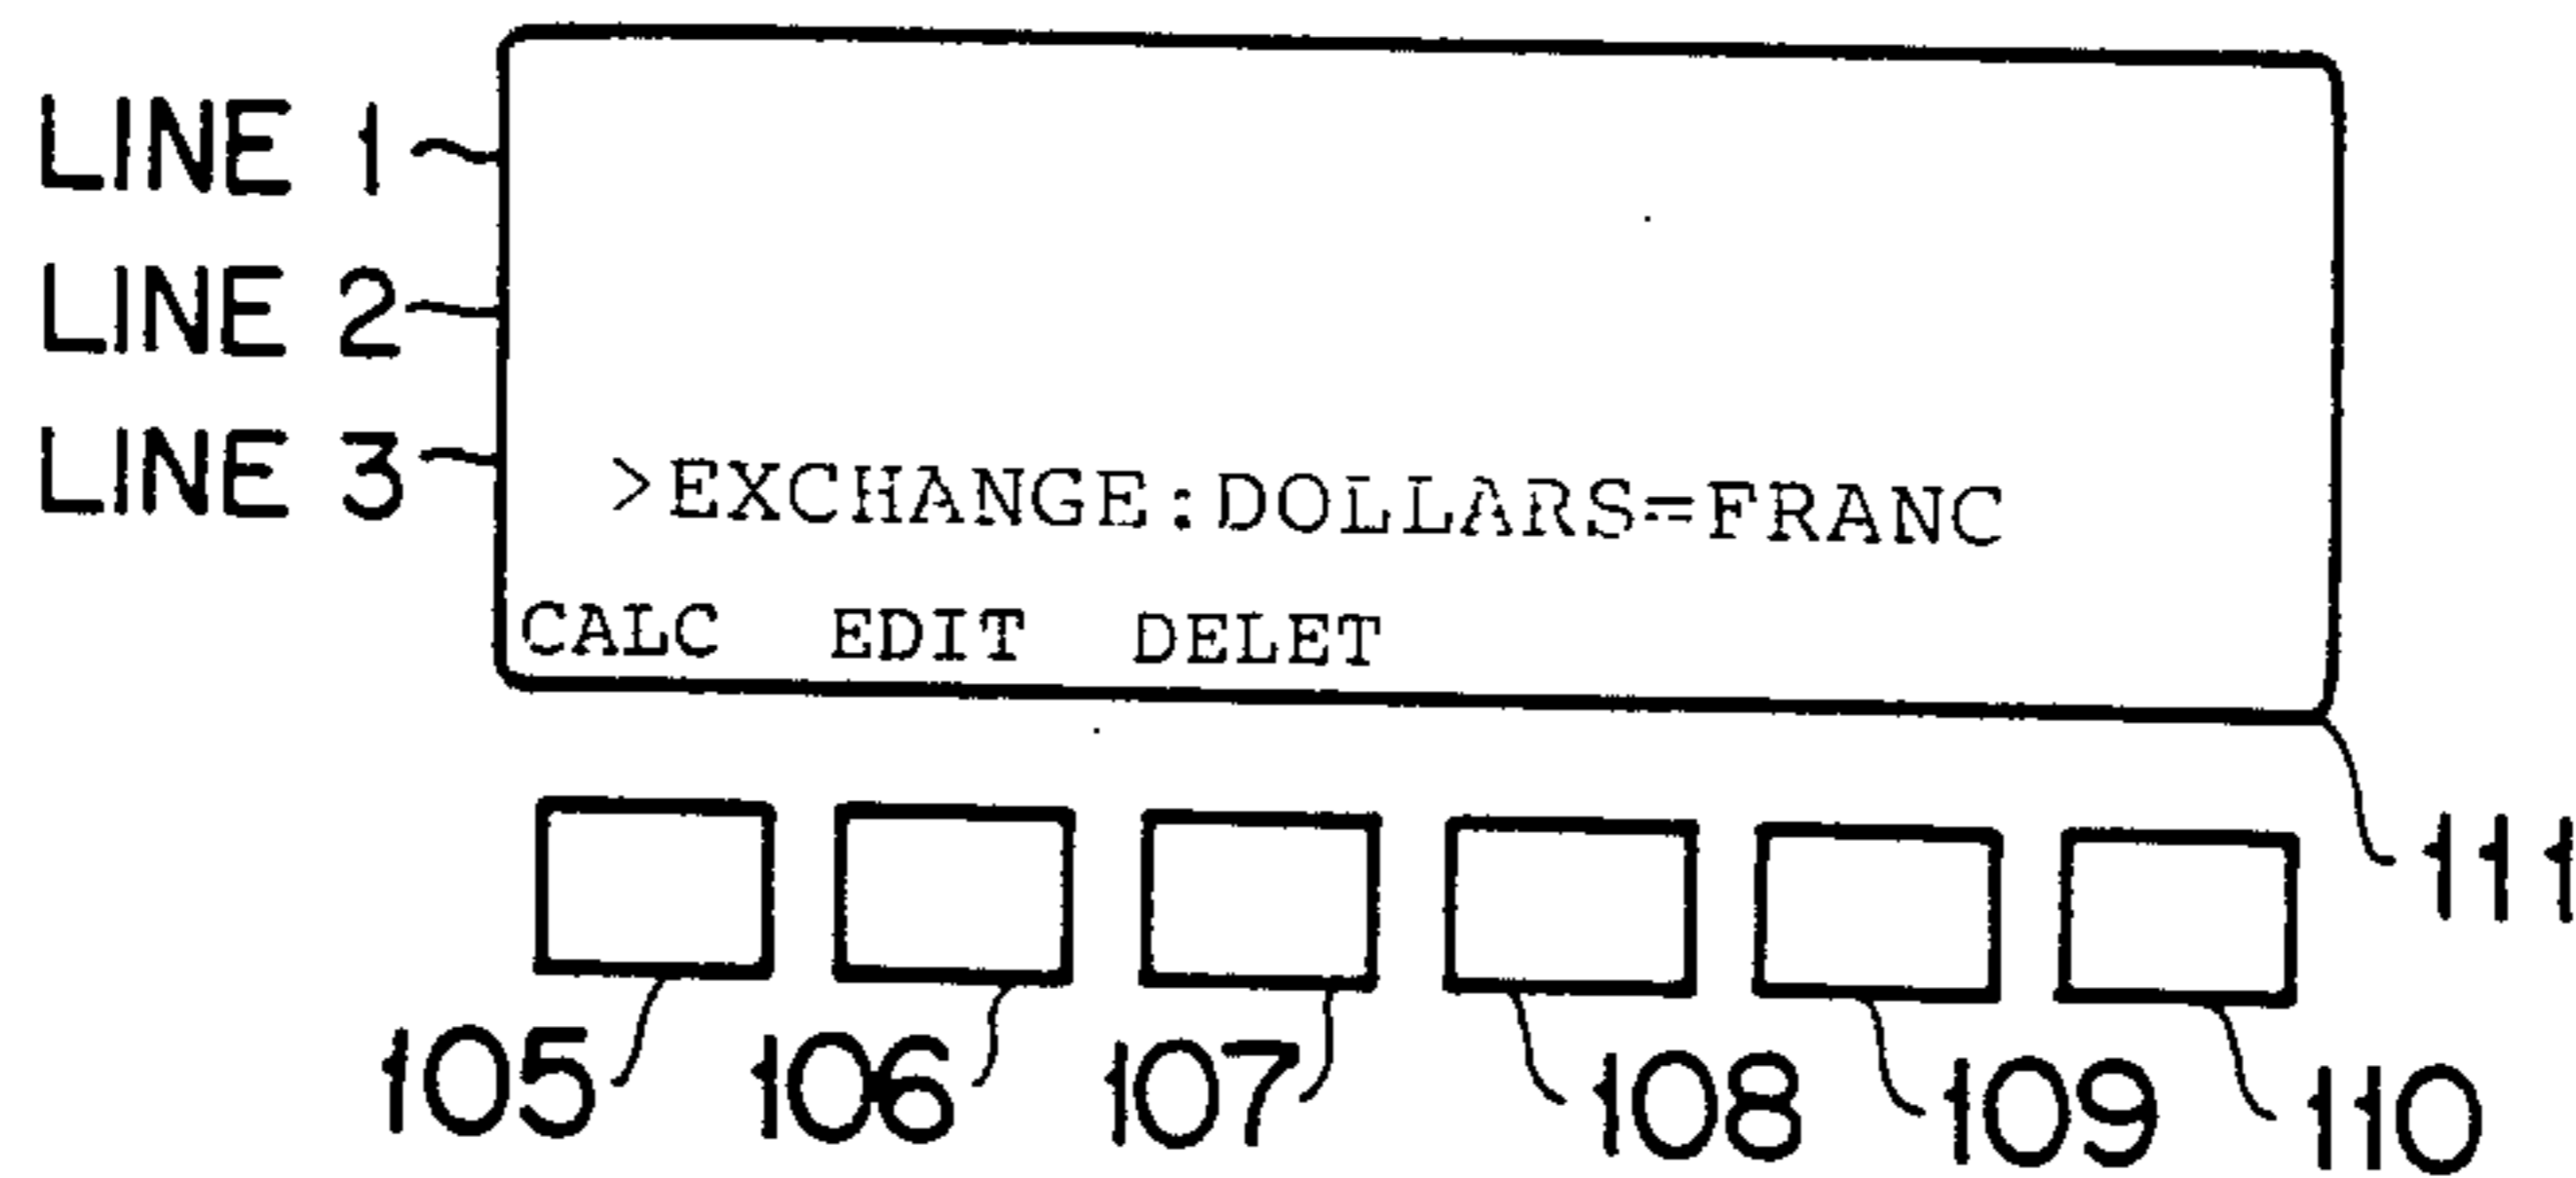 LINE 1
LINE 2
LINE 3 >EXCHANGE:DOLLARS=FRANC
CALC EDIT DELET
111
105 106 107 108 109 110